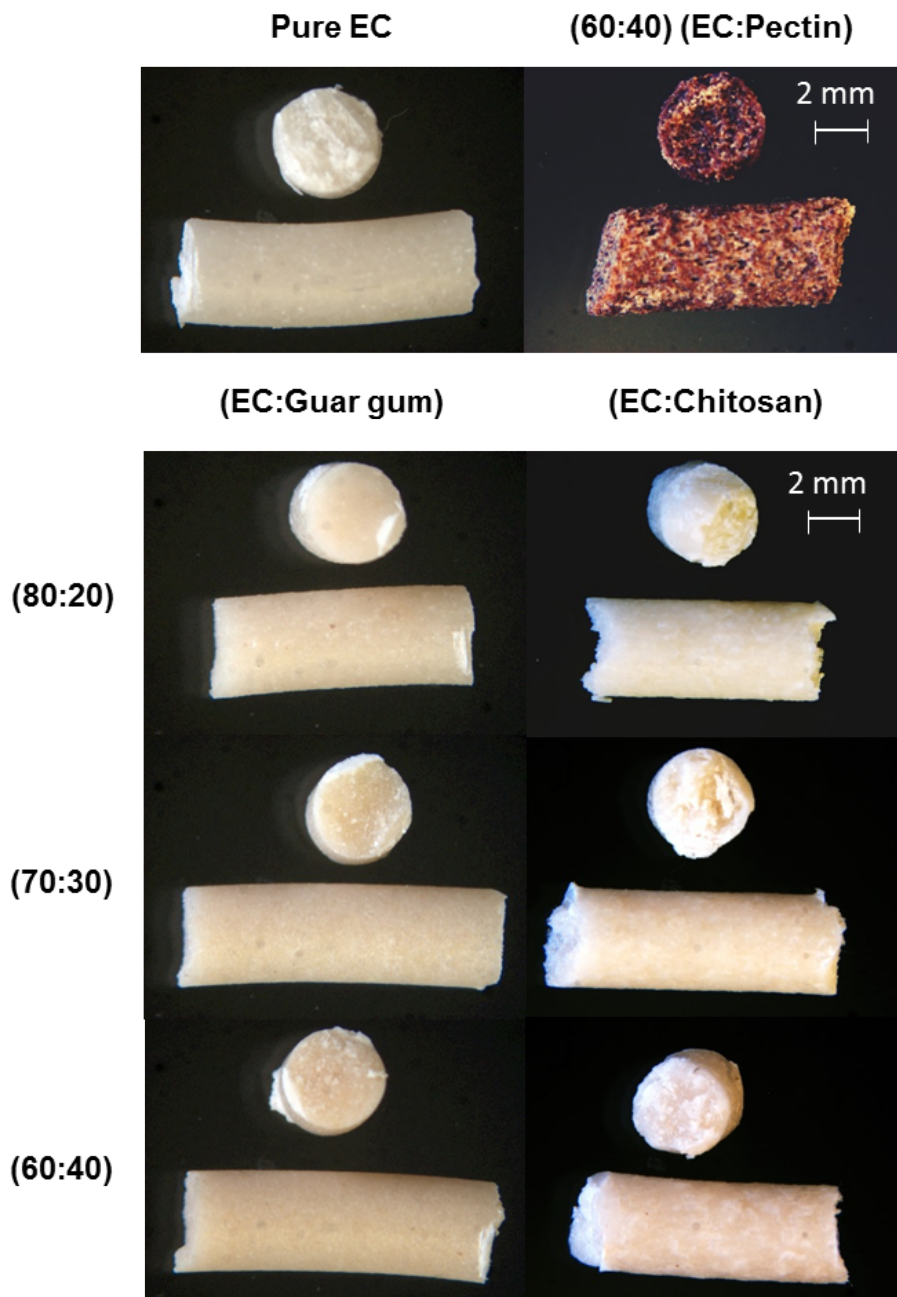 Pure EC
(60:40) (EC:Pectin)
2 mm
(EC:Guar gum)
(EC:Chitosan)
2 mm
(80:20)
(70:30)
(60:40)